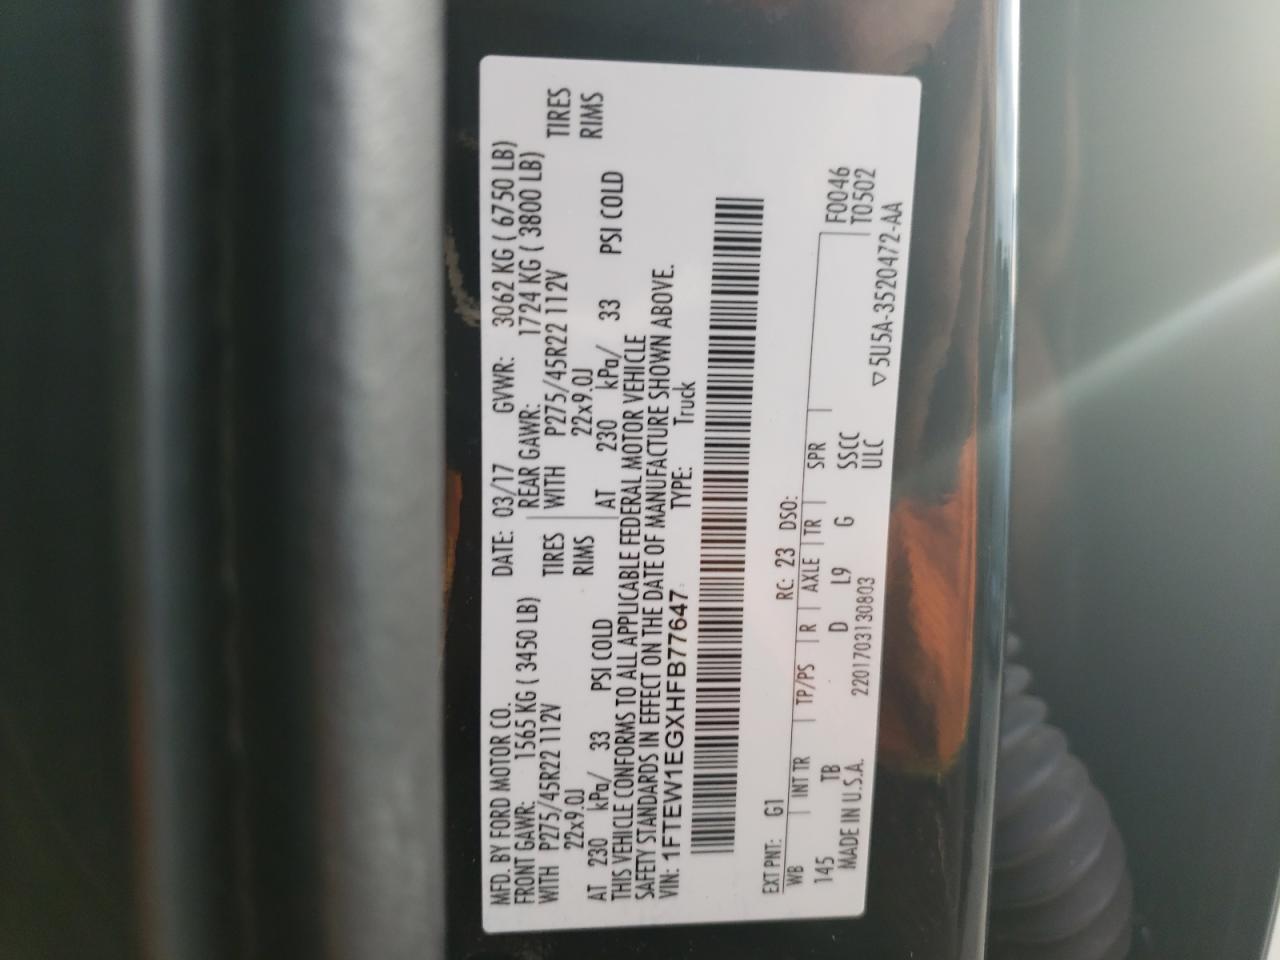 MFD. BY FORD MOTOR CO. DATE: 03/17 GVWR: 3062 KG ( 6750 LB)
FRONT GAWR: 1565 KG ( 3450 LB) REAR GAWR: 1724 KG ( 3800 LB)
WITH P275/45R22 112V TIRES WITH P275/45R22 112V TIRES
22x9.0J RIMS 22x9.0J RIMS
AT 230 kPa/ 33 PSI COLD AT 230 kPa/ 33 PSI COLD
THIS VEHICLE CONFORMS TO ALL APPLICABLE FEDERAL MOTOR VEHICLE
SAFETY STANDARDS IN EFFECT ON THE DATE OF MANUFACTURE SHOWN ABOVE.
VIN: 1FTEW1EGXHFB77647 TYPE: Truck
EXT PNT: G1 RC: 23 DSO:
WB INT TR TP/PS R AXLE TR SPR F0046
145 TB D L9 G SSCC T0502
MADE IN U.S.A. 2201703130803 ULC
▽ 5U5A-3520472-AA